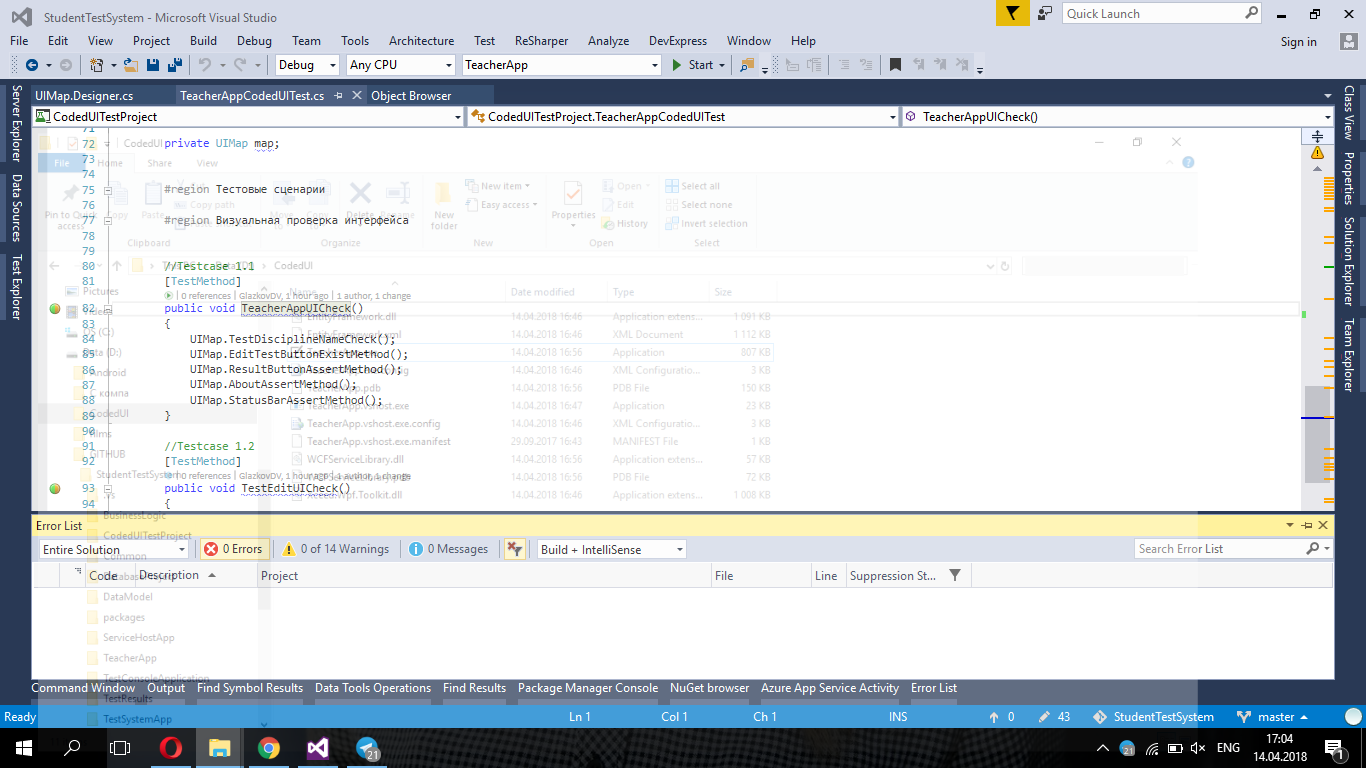 StudentTestSystem - Microsoft Visual Studio
Quick Launch
File Edit View Project Build Debug Team Tools Architecture Test ReSharper Analyze DevExpress Window Help
Sign in
Debug Any CPU TeacherApp Start
UIMap.Designer.cs TeacherAppCodedUITest.cs Object Browser
CodedUITestProject CodedUITestProject.TeacherAppCodedUITest TeacherAppUICheck()
Server Explorer
Data Sources
Test Explorer
Class View
Properties
Solution Explorer
Team Explorer
71
72 private UIMap map;
73
74
75 #region Тестовые сценарии
76
77 #region Визуальная проверка интерфейса
78
79
80 //Testcase 1.1
81 [TestMethod]
| 0 references | GlazkovDV, 1 hour ago | 1 author, 1 change
82 public void TeacherAppUICheck()
83 {
84 UIMap.TestDisciplineNameCheck();
85 UIMap.EditTestButtonExistMethod();
86 UIMap.ResultButtonAssertMethod();
87 UIMap.AboutAssertMethod();
88 UIMap.StatusBarAssertMethod();
89 }
90
91 //Testcase 1.2
92 [TestMethod]
| 0 references | GlazkovDV, 1 hour ago | 1 author, 1 change
93 public void TestEditUICheck()
94 {
CodedUI
File Home Share View
Pin to Quick access
Copy
Paste
Copy path
Clipboard
Delete
Organize
New folder
New item
Easy access
New
Properties
Open
Edit
History
Open
Select all
Select none
Invert selection
Select
CodedUI
Name Date modified Type Size
EntityFramework.dll 14.04.2018 16:46 Application extens... 1 091 KB
EntityFramework.xml 14.04.2018 16:46 XML Document 1 112 KB
14.04.2018 16:56 Application 807 KB
14.04.2018 16:46 XML Configuratio... 3 KB
TeacherApp.pdb 14.04.2018 16:56 PDB File 150 KB
TeacherApp.vshost.exe 14.04.2018 16:47 Application 23 KB
TeacherApp.vshost.exe.config 14.04.2018 16:46 XML Configuratio... 3 KB
TeacherApp.vshost.exe.manifest 29.09.2017 16:43 MANIFEST File 1 KB
WCFServiceLibrary.dll 14.04.2018 16:56 Application extens... 57 KB
14.04.2018 16:56 PDB File 72 KB
14.04.2018 16:46 Application extens... 1 008 KB
Pictures
Videos
OS (C:)
Data (D:)
Android
С компа
CodedUI
films
GITHUB
StudentTestSystem
.vs
BusinessLogic
CodedUITestProject
Common
DataModel
packages
ServiceHostApp
TeacherApp
TestConsoleApplication
TestResults
TestSystemApp
Error List
Entire Solution 0 Errors 0 of 14 Warnings 0 Messages Build + IntelliSense Search Error List
Code Description Project File Line Suppression St...
Command Window Output Find Symbol Results Data Tools Operations Find Results Package Manager Console NuGet browser Azure App Service Activity Error List
Ready Ln 1 Col 1 Ch 1 INS 0 43 StudentTestSystem master
21 21 ENG 17:04
14.04.2018 1